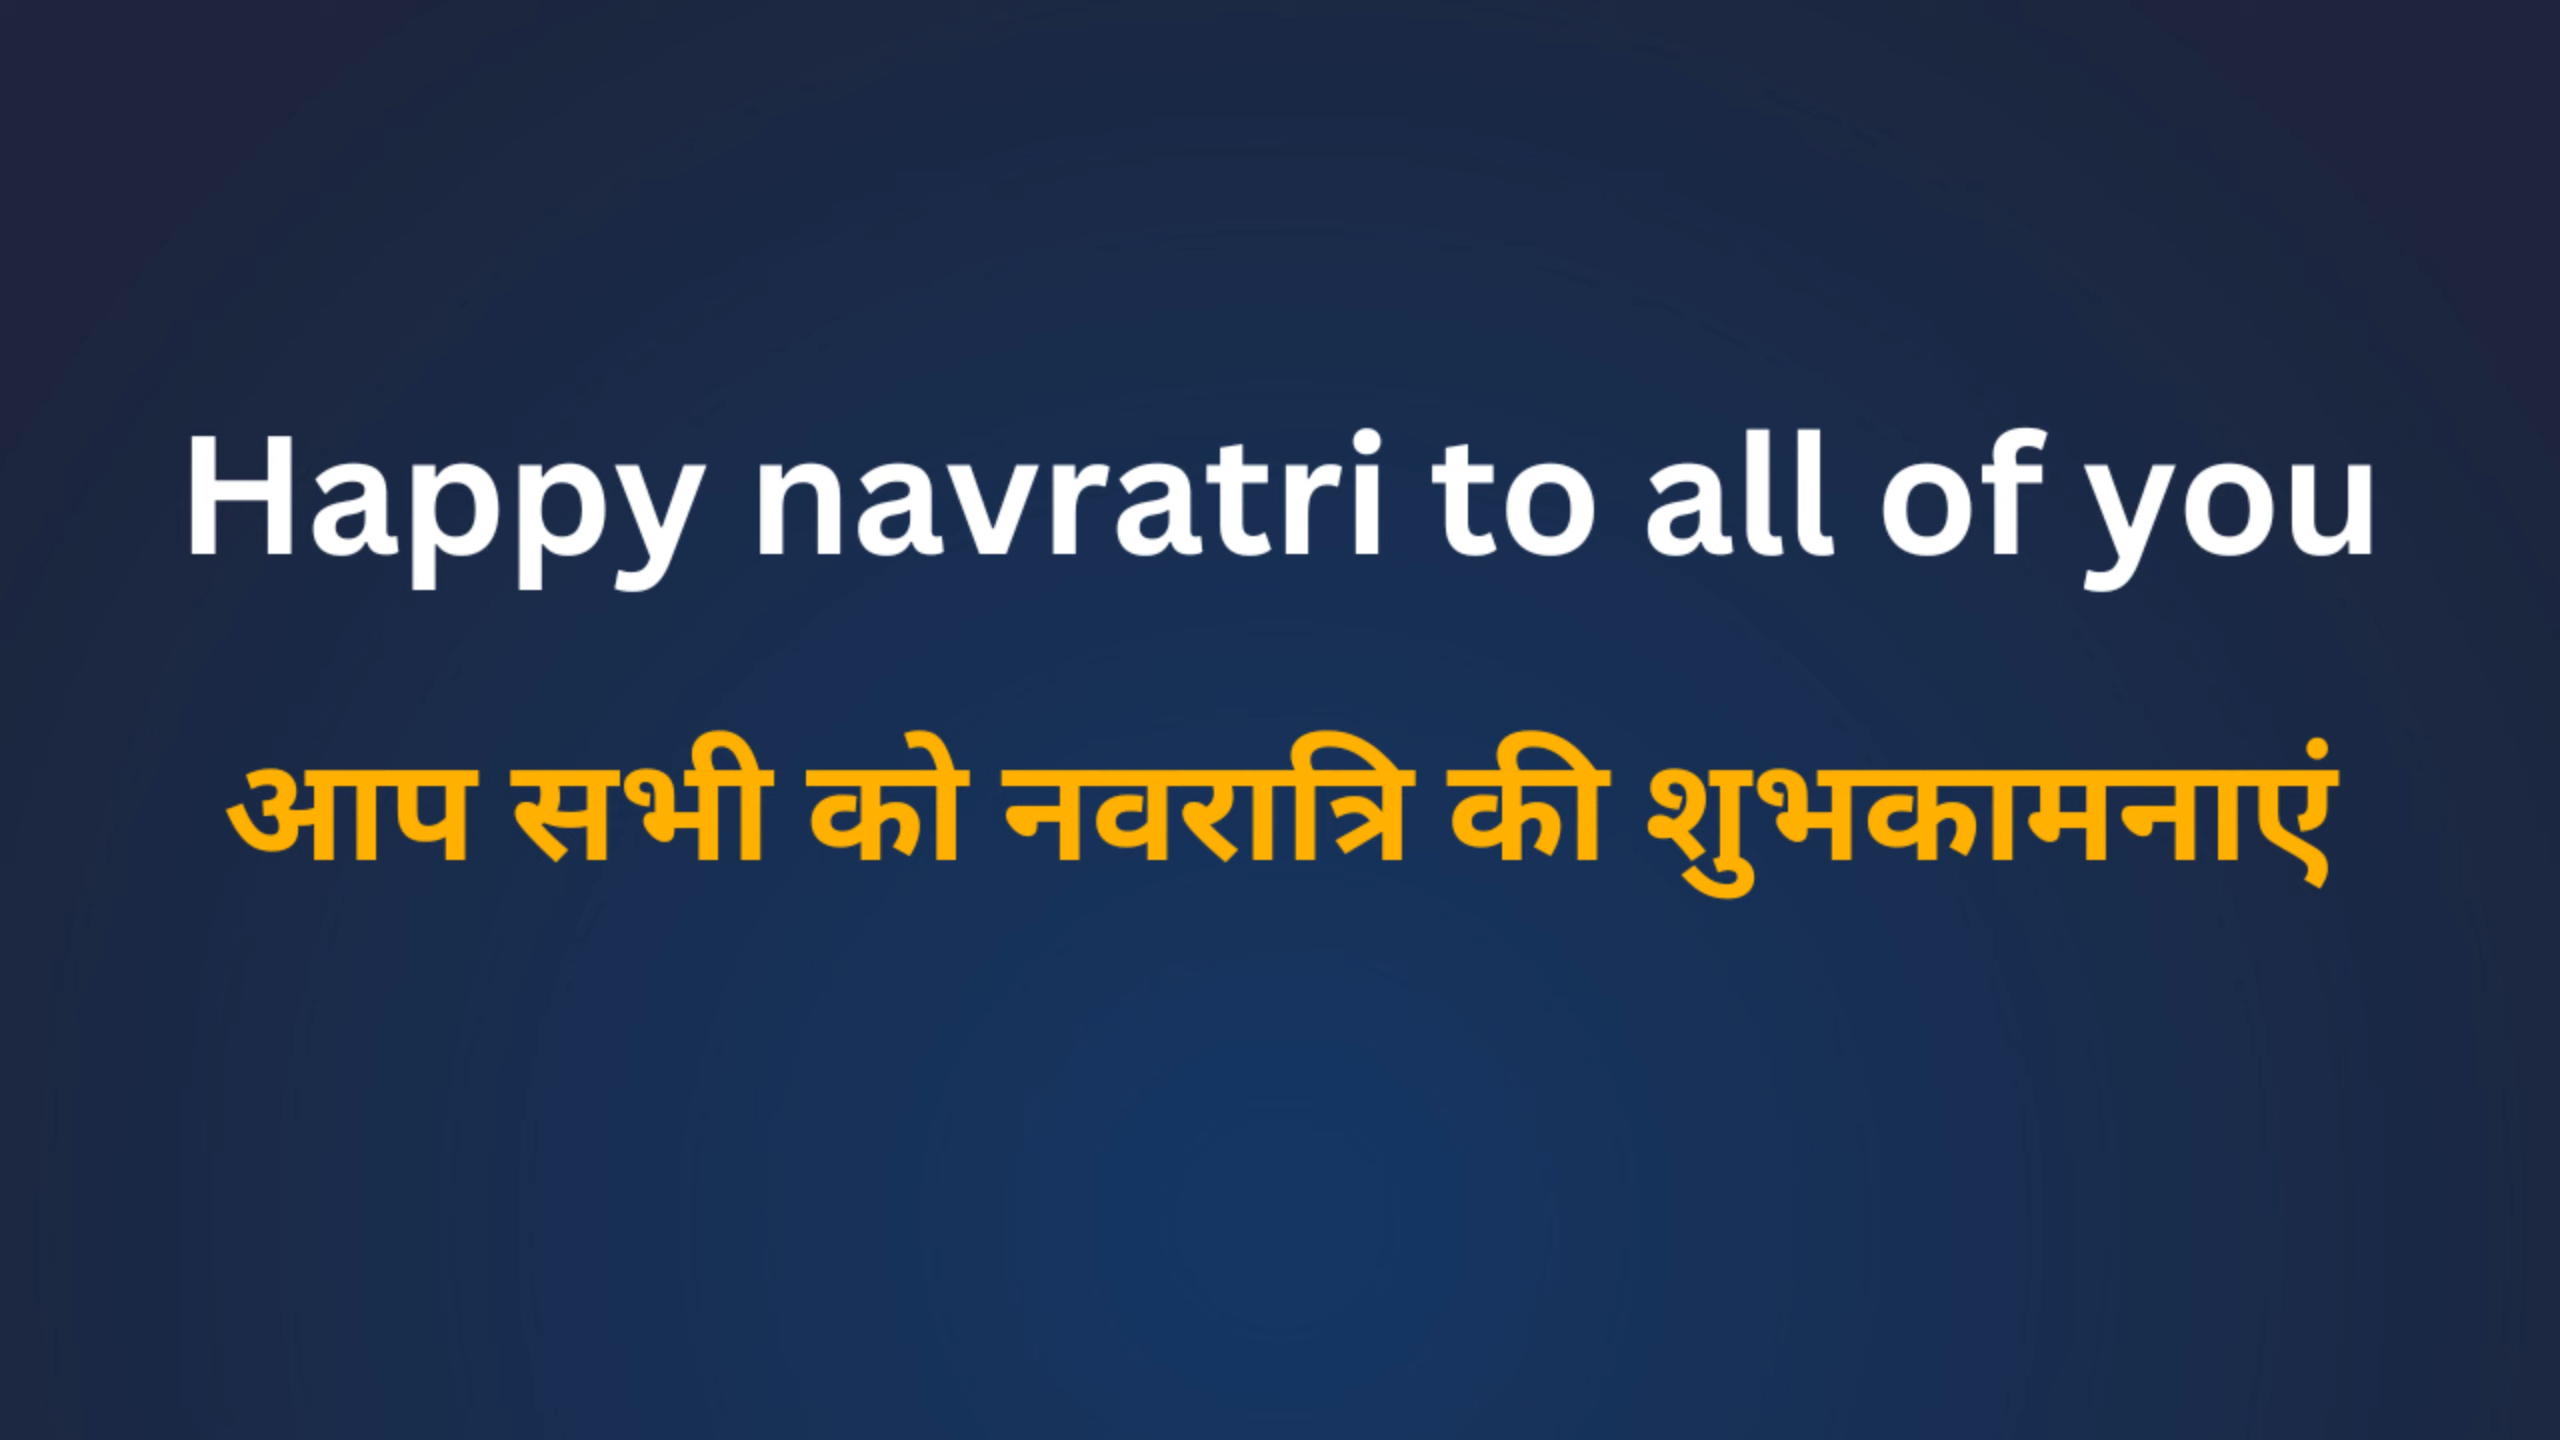 Happy navratri to all of you
आप सभी को नवरात्रि की शुभकामनाएं